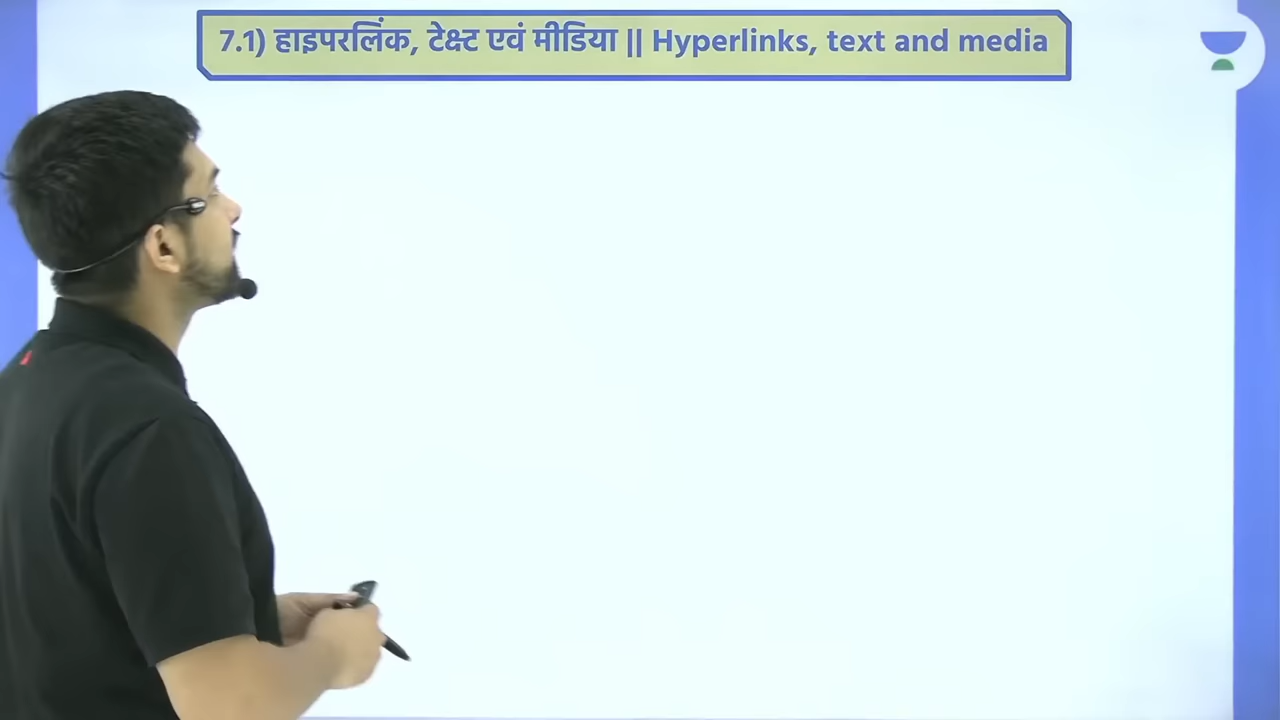 7.1) हाइपरलिंक, टेक्ष्ट एवं मीडिया || Hyperlinks, text and media